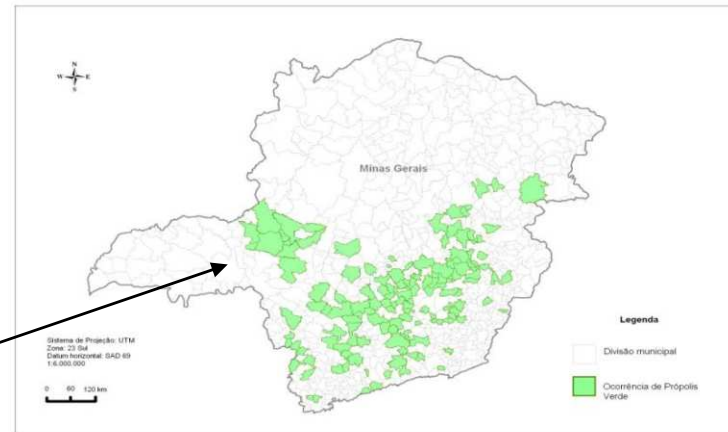 N
W E
S
Minas Gerais
Sistema de Projeção: UTM
Zona: 23 Sul
Datum horizontal: SAD 69
1:6.000.000
0 60 120 km
Legenda
Divisão municipal
Ocorrência de Própolis
Verde